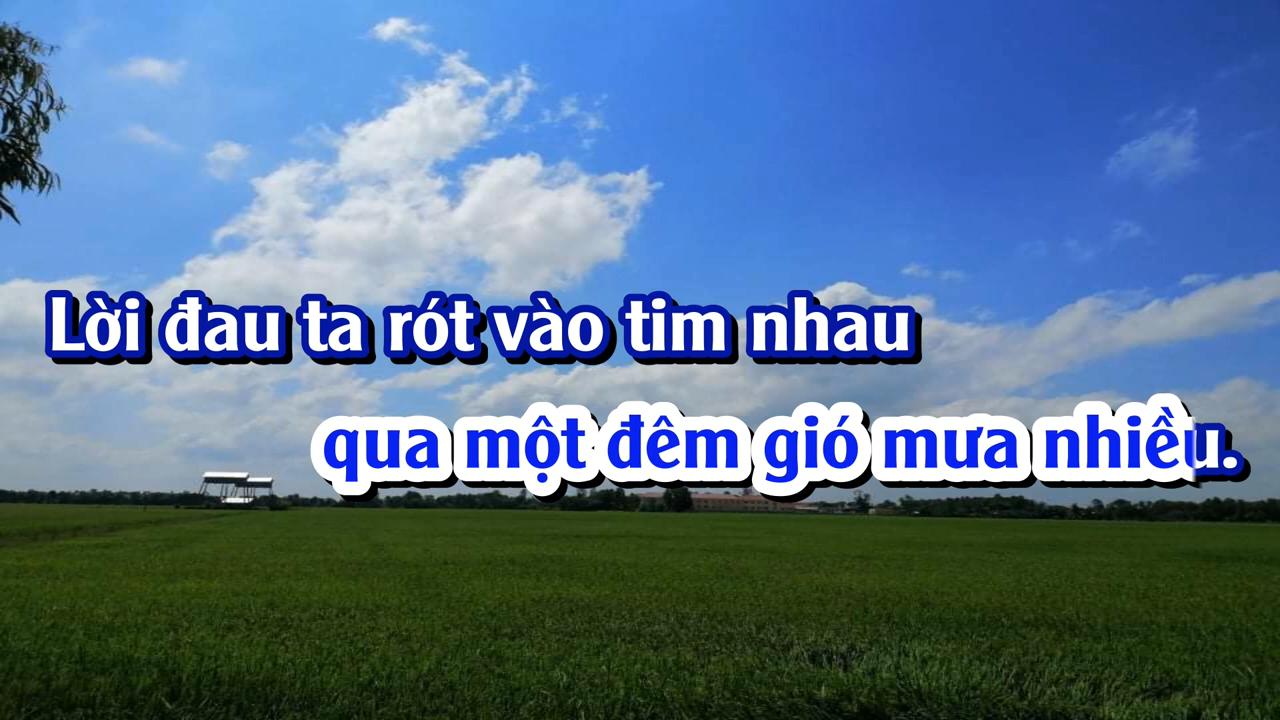 Lời đau ta rót vào tim nhau
qua một đêm gió mưa nhiều.